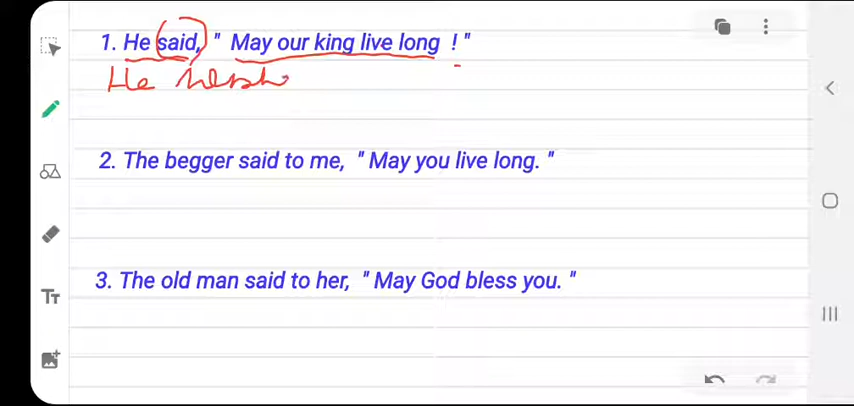 1. He said, " May our king live long ! "
He
2. The begger said to me, " May you live long. "
3. The old man said to her, " May God bless you. "
TT